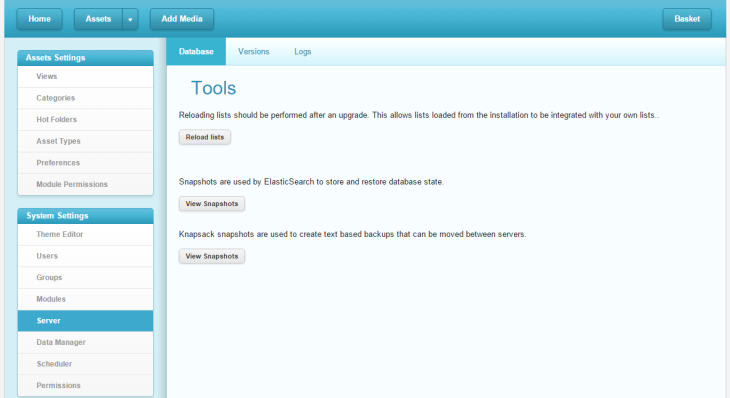 Home
Assets
Add Media
Basket
Assets Settings
Views
Categories
Hot Folders
Asset Types
Preferences
Module Permissions
System Settings
Theme Editor
Users
Groups
Modules
Server
Data Manager
Scheduler
Permissions
Database
Versions
Logs
Tools
Reloading lists should be performed after an upgrade. This allows lists loaded from the installation to be integrated with your own lists..
Reload lists
Snapshots are used by ElasticSearch to store and restore database state.
View Snapshots
Knapsack snapshots are used to create text based backups that can be moved between servers.
View Snapshots